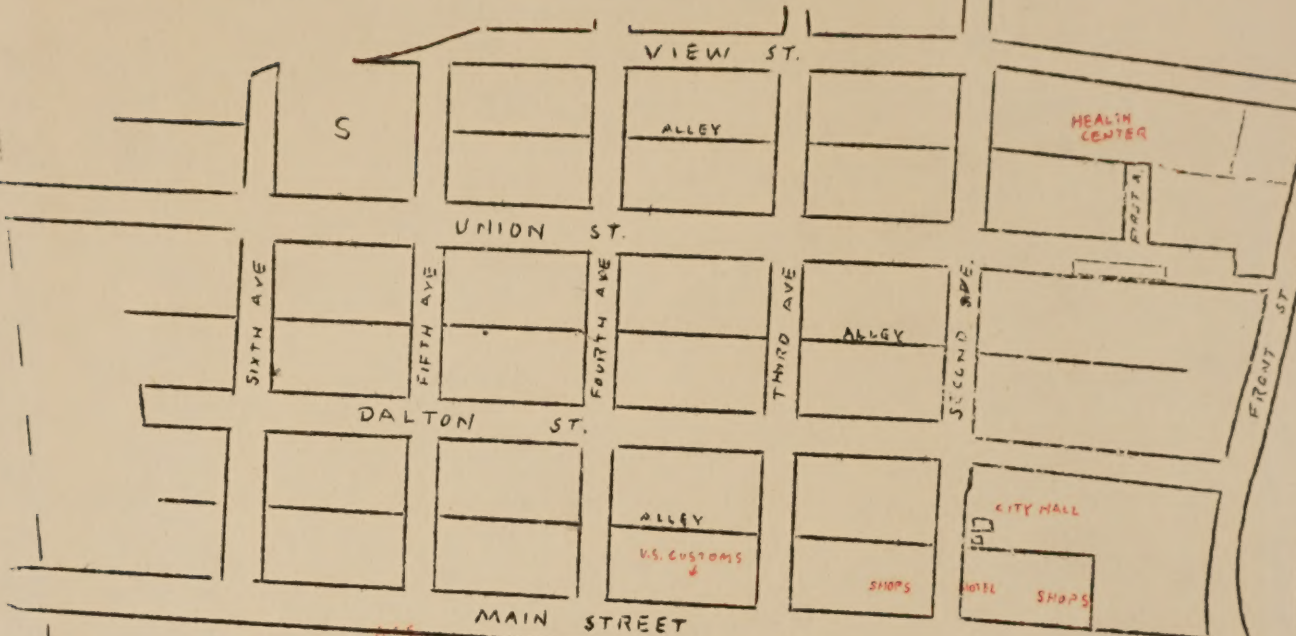 VIEW ST.
S
ALLEY
HEALTH
CENTER
FIRST A.
UNION ST.
SIXTH AVE
FIFTH AVE
FOURTH AVE
THIRD AVE
ALLEY
SECOND AVE.
FRONT ST
DALTON ST.
ALLEY
CITY HALL
U.S. CUSTOMS
SHOPS
HOTEL
SHOPS
MAIN STREET